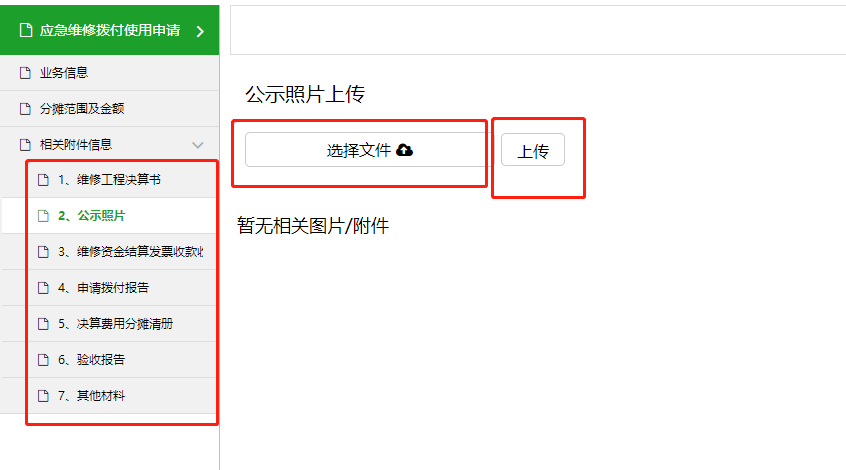 应急维修拨付使用申请
业务信息
分摊范围及金额
相关附件信息
1、维修工程决算书
2、公示照片
3、维修资金结算发票收款收
4、申请拨付报告
5、决算费用分摊清册
6、验收报告
7、其他材料
公示照片上传
选择文件
上传
暂无相关图片/附件